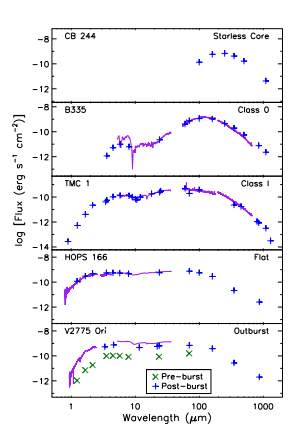 CB 244 Starless Core
-8
-10
-12
B335 Class 0
-8
-10
-12
TMC 1 Class I
-8
-10
-12
-14
HOPS 166 Flat
-8
-10
-12
V2775 Ori Outburst
-8
-10
-12
× Pre-burst
+ Post-burst
1 10 100 1000
Wavelength (μm)
log [Flux (erg s⁻¹ cm⁻²)]